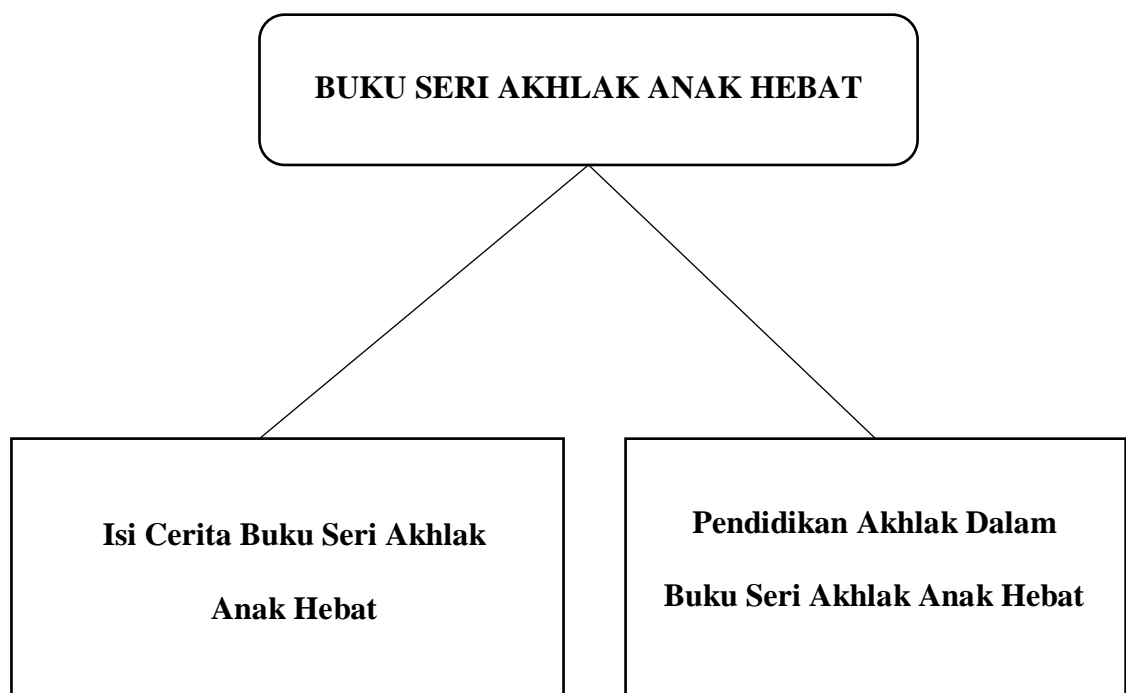 BUKU SERI AKHLAK ANAK HEBAT
Isi Cerita Buku Seri Akhlak
Anak Hebat
Pendidikan Akhlak Dalam
Buku Seri Akhlak Anak Hebat